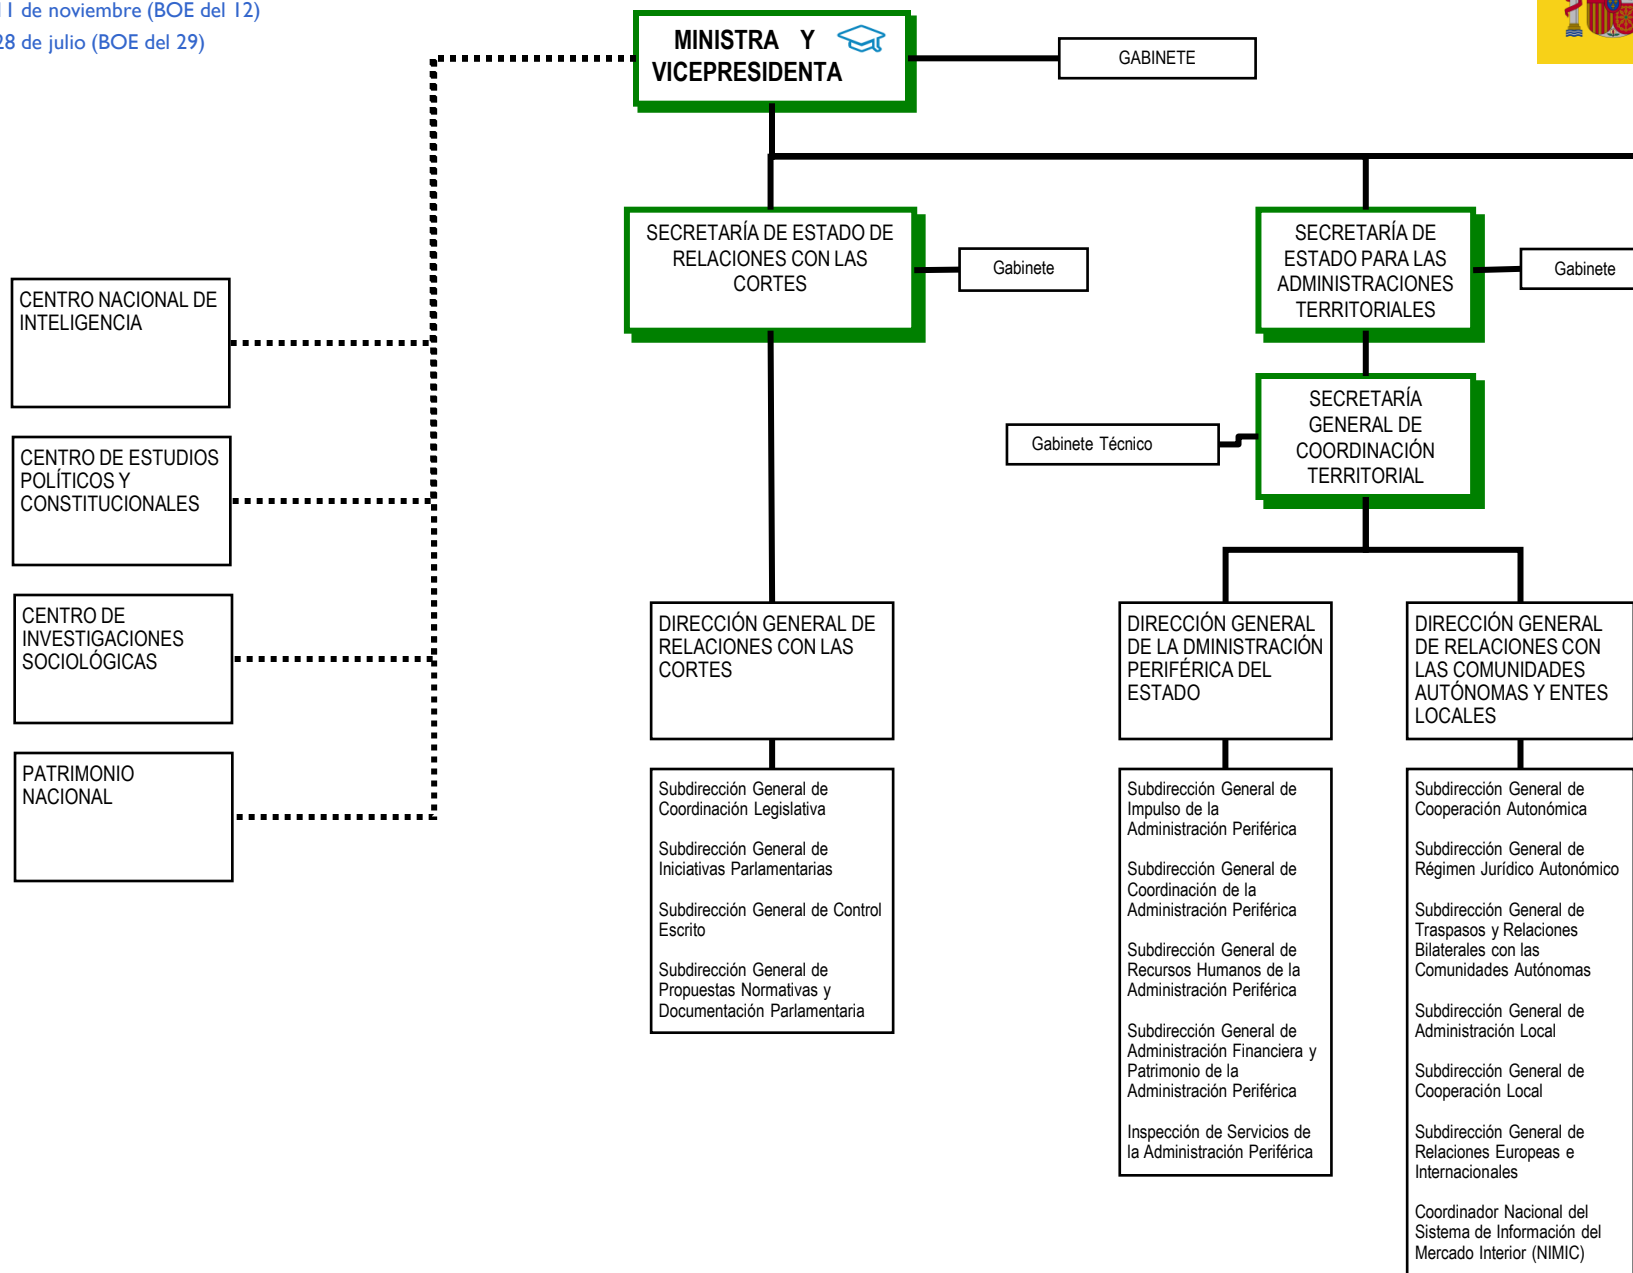 11 de noviembre (BOE del 12)
28 de julio (BOE del 29)
MINISTRA Y
VICEPRESIDENTA
GABINETE
SECRETARÍA DE ESTADO DE
RELACIONES CON LAS
CORTES
Gabinete
SECRETARÍA DE
ESTADO PARA LAS
ADMINISTRACIONES
TERRITORIALES
Gabinete
CENTRO NACIONAL DE
INTELIGENCIA
SECRETARÍA
GENERAL DE
COORDINACIÓN
TERRITORIAL
Gabinete Técnico
CENTRO DE ESTUDIOS
POLÍTICOS Y
CONSTITUCIONALES
CENTRO DE
INVESTIGACIONES
SOCIOLÓGICAS
PATRIMONIO
NACIONAL
DIRECCIÓN GENERAL DE
RELACIONES CON LAS
CORTES
Subdirección General de
Coordinación Legislativa
Subdirección General de
Iniciativas Parlamentarias
Subdirección General de Control
Escrito
Subdirección General de
Propuestas Normativas y
Documentación Parlamentaria
DIRECCIÓN GENERAL
DE LA DMINISTRACIÓN
PERIFÉRICA DEL
ESTADO
Subdirección General de
Impulso de la
Administración Periférica
Subdirección General de
Coordinación de la
Administración Periférica
Subdirección General de
Recursos Humanos de la
Administración Periférica
Subdirección General de
Administración Financiera y
Patrimonio de la
Administración Periférica
Inspección de Servicios de
la Administración Periférica
DIRECCIÓN GENERAL
DE RELACIONES CON
LAS COMUNIDADES
AUTÓNOMAS Y ENTES
LOCALES
Subdirección General de
Cooperación Autonómica
Subdirección General de
Régimen Jurídico Autonómico
Subdirección General de
Traspasos y Relaciones
Bilaterales con las
Comunidades Autónomas
Subdirección General de
Administración Local
Subdirección General de
Cooperación Local
Subdirección General de
Relaciones Europeas e
Internacionales
Coordinador Nacional del
Sistema de Información del
Mercado Interior (NIMIC)